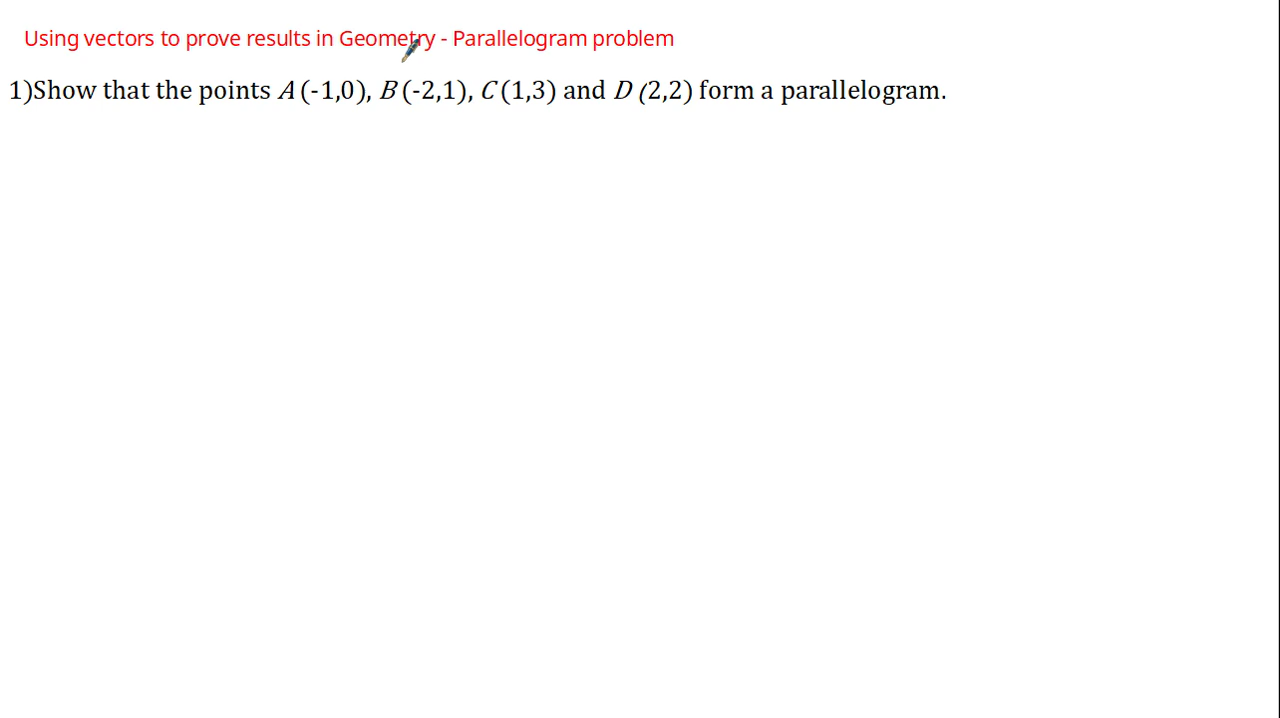 Using vectors to prove results in Geometry - Parallelogram problem
1)Show that the points A (-1,0), B (-2,1), C (1,3) and D (2,2) form a parallelogram.